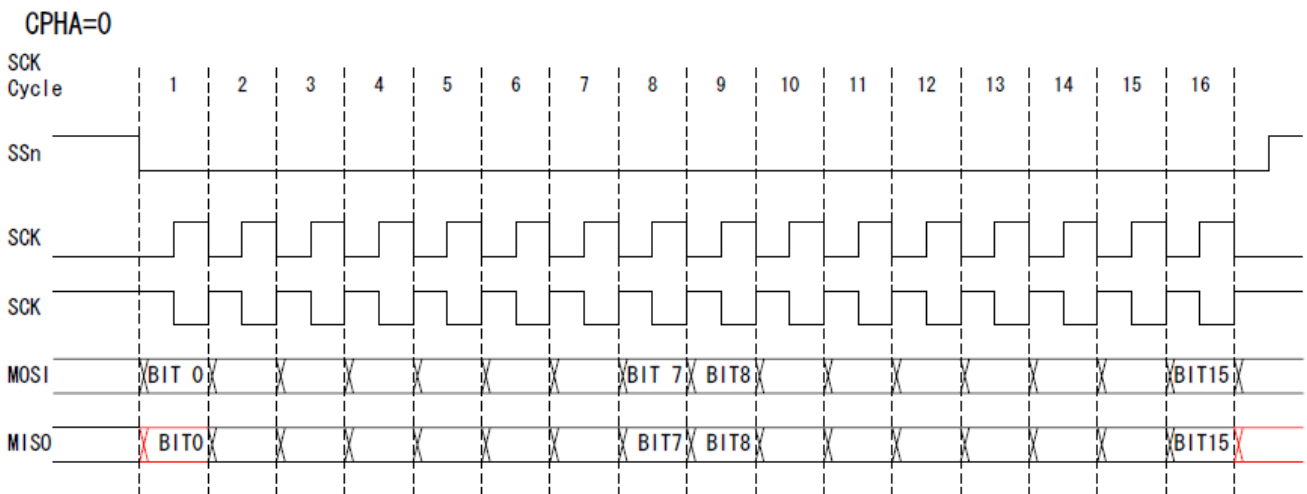 CPHA=0
SCK
Cycle 1 2 3 4 5 6 7 8 9 10 11 12 13 14 15 16
SSn
SCK
SCK
MOSI BIT 0 BIT 7 BIT8 BIT15
MISO BIT0 BIT7 BIT8 BIT15